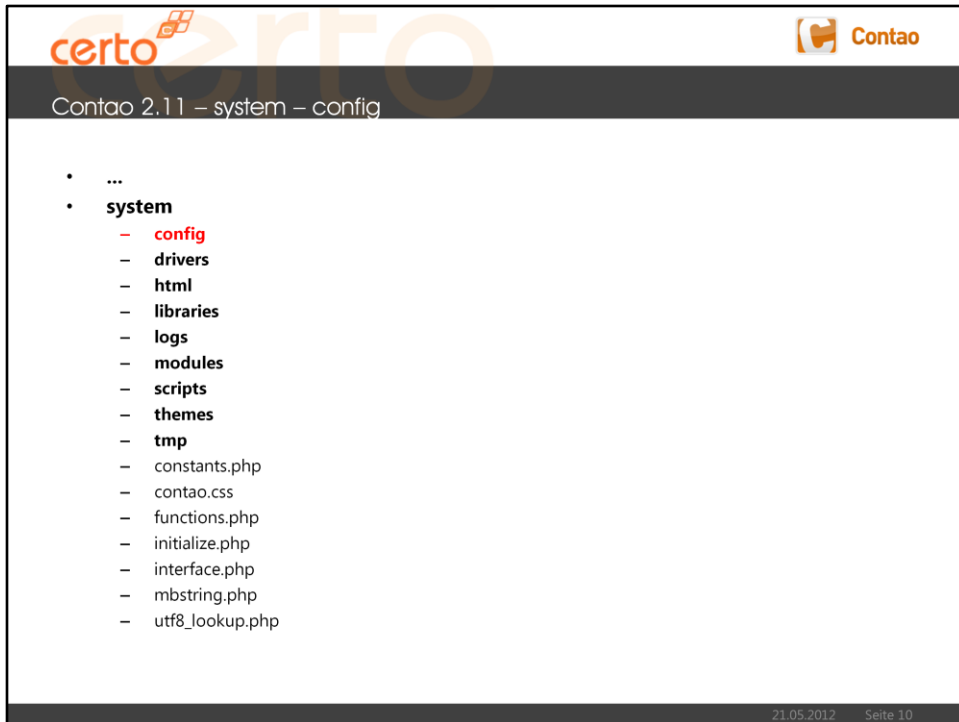 certo
Contao
Contao 2.11 – system – config
• ...
• system
– config
– drivers
– html
– libraries
– logs
– modules
– scripts
– themes
– tmp
– constants.php
– contao.css
– functions.php
– initialize.php
– interface.php
– mbstring.php
– utf8_lookup.php
21.05.2012 Seite 10